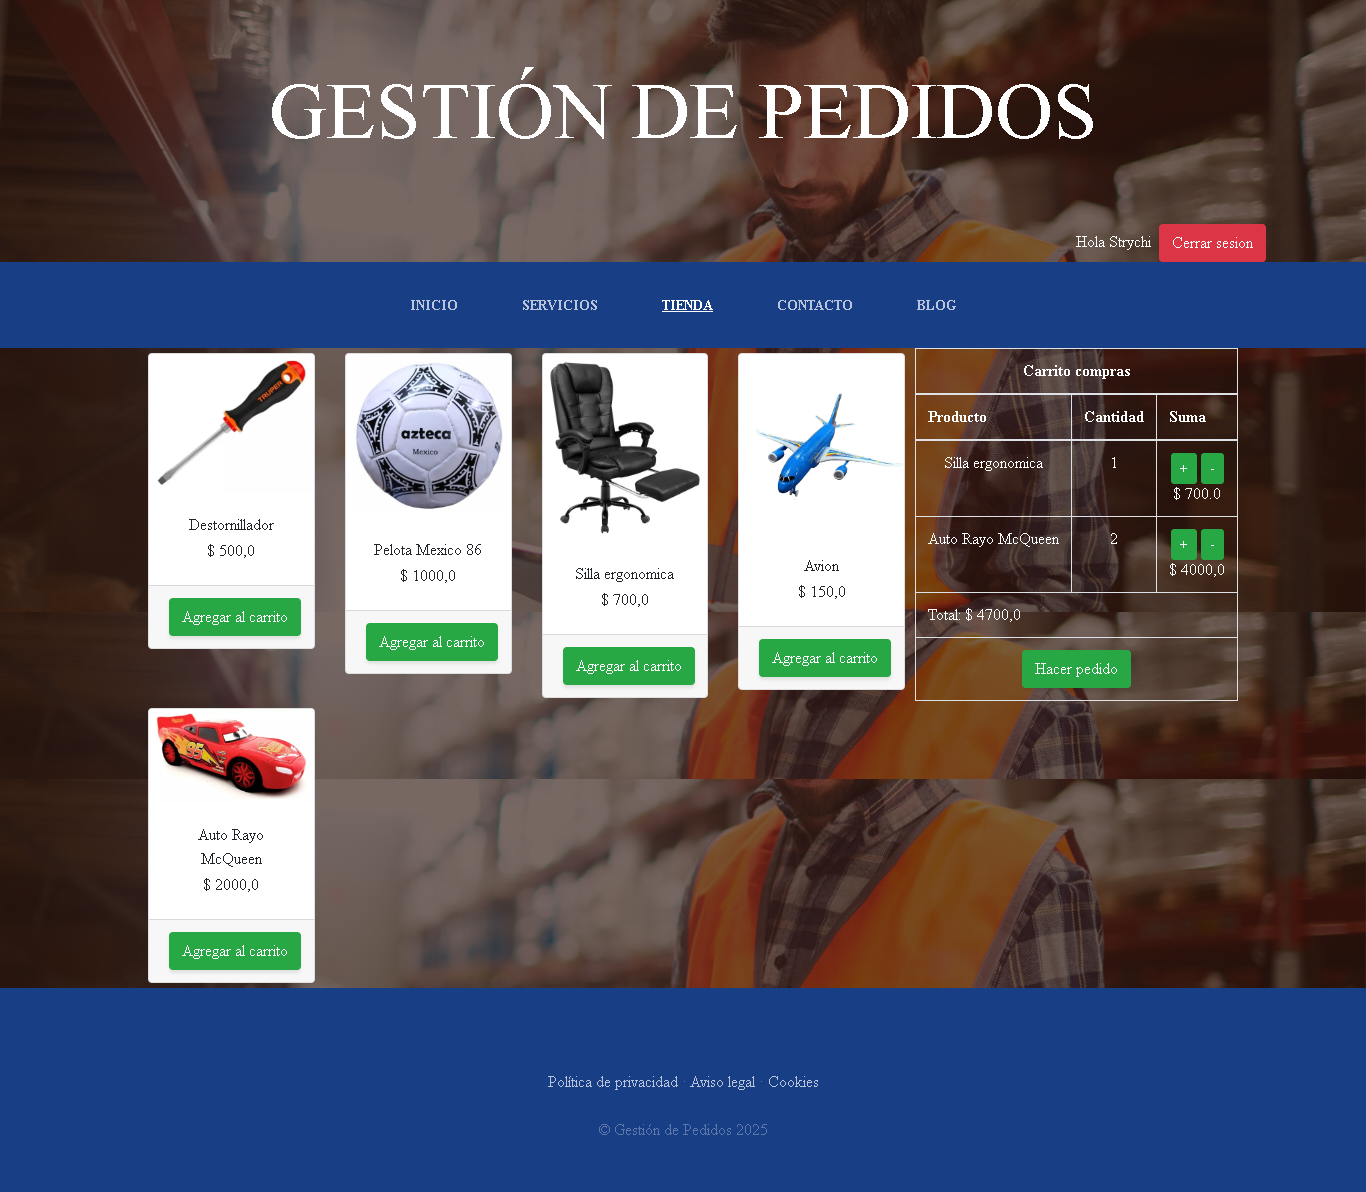 GESTIÓN DE PEDIDOS
Hola Strychi
Cerrar sesion
INICIO
SERVICIOS
TIENDA
CONTACTO
BLOG
TRUPER
Destornillador
$ 500,0
Agregar al carrito
azteca
Mexico
Pelota Mexico 86
$ 1000,0
Agregar al carrito
Silla ergonomica
$ 700,0
Agregar al carrito
Avion
$ 150,0
Agregar al carrito
95
Auto Rayo
McQueen
$ 2000,0
Agregar al carrito
Carrito compras
Producto Cantidad Suma
Silla ergonomica 1 + -
$ 700.0
Auto Rayo McQueen 2 + -
$ 4000,0
Total: $ 4700,0
Hacer pedido
Política de privacidad · Aviso legal · Cookies
© Gestión de Pedidos 2025